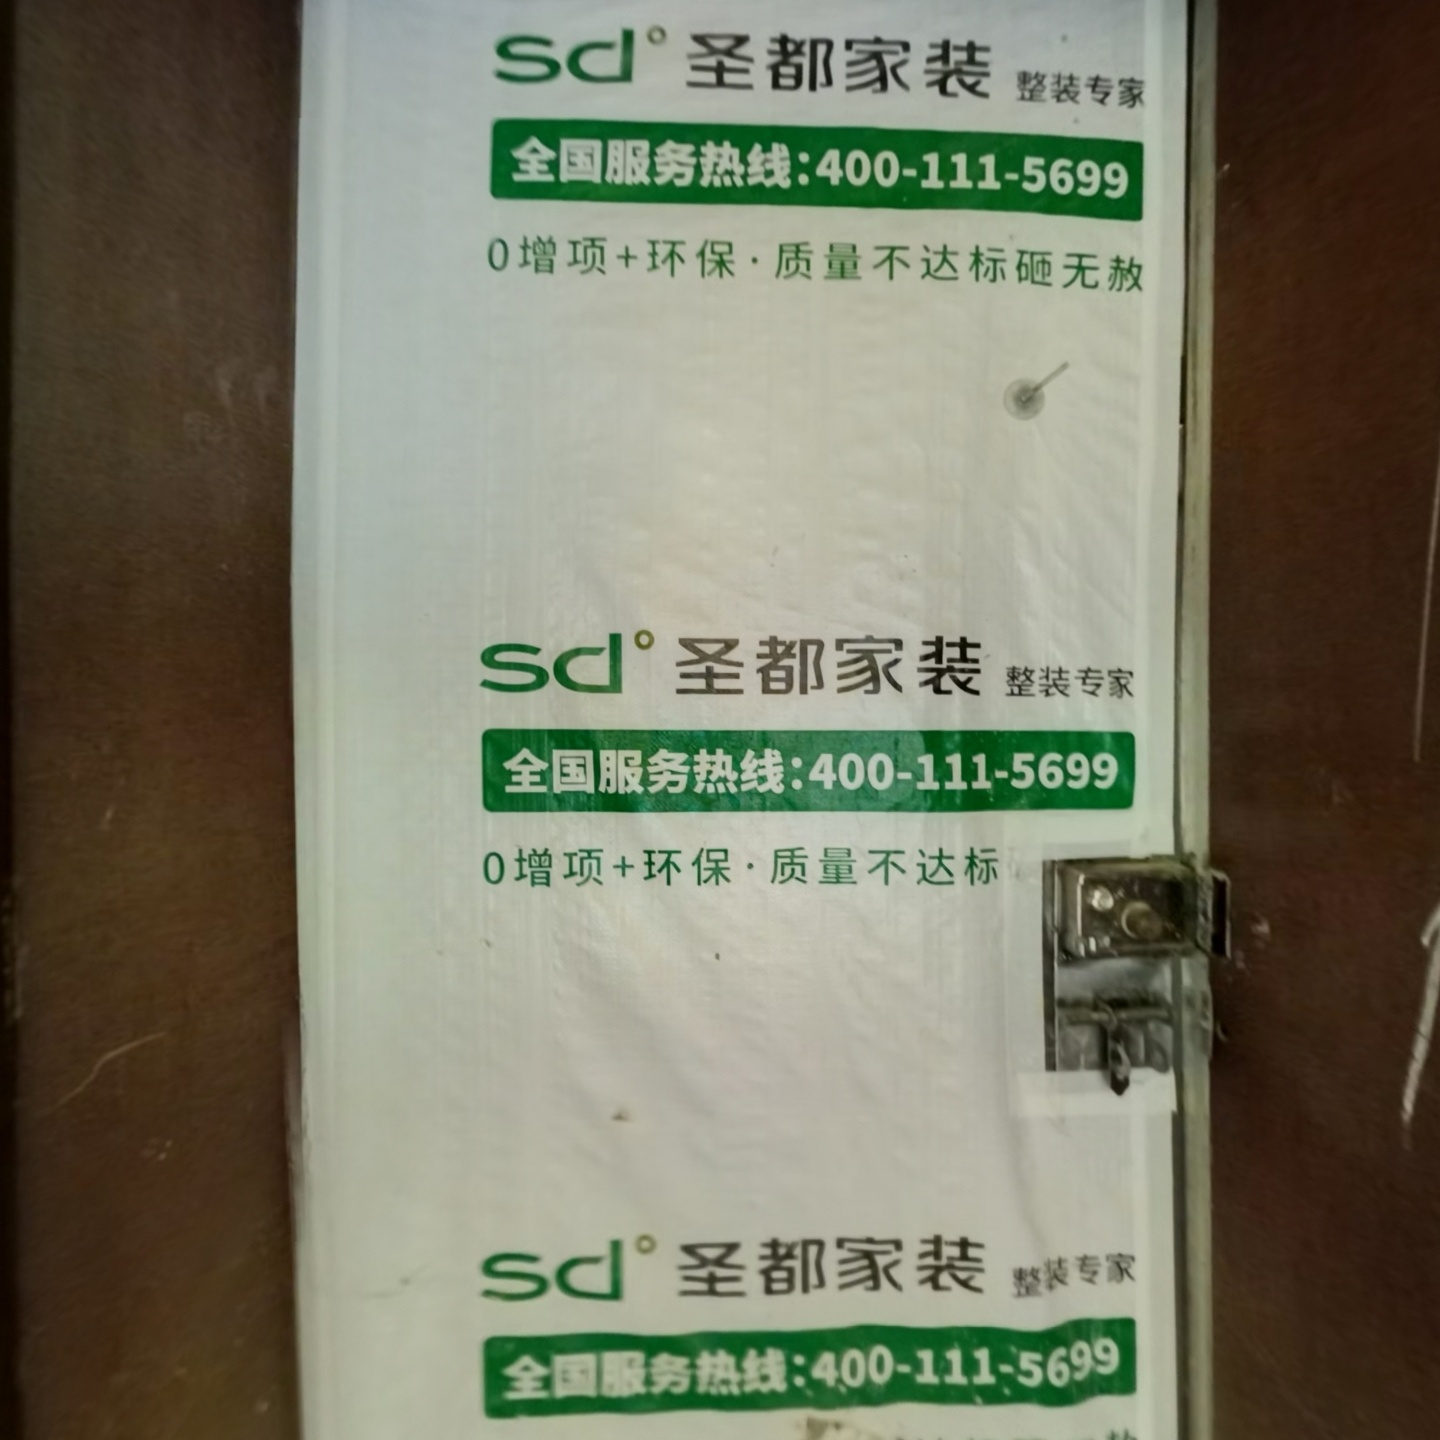 sd° 圣都家装 整装专家
全国服务热线:400-111-5699
0增项+环保·质量不达标砸无赦
sd° 圣都家装 整装专家
全国服务热线:400-111-5699
0增项+环保·质量不达标
sd° 圣都家装 整装专家
全国服务热线:400-111-5699